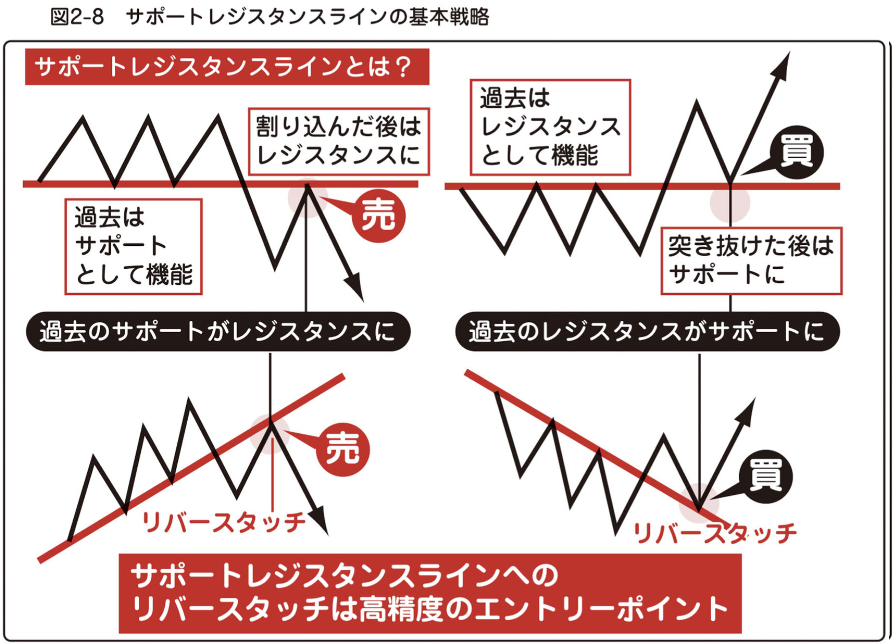 図2-8　サポートレジスタンスラインの基本戦略
サポートレジスタンスラインとは？
割り込んだ後は
レジスタンスに
過去は
サポート
として機能
売
過去のサポートがレジスタンスに
過去は
レジスタンス
として機能
買
突き抜けた後は
サポートに
過去のレジスタンスがサポートに
売
リバースタッチ
買
リバースタッチ
サポートレジスタンスラインへの
リバースタッチは高精度のエントリーポイント